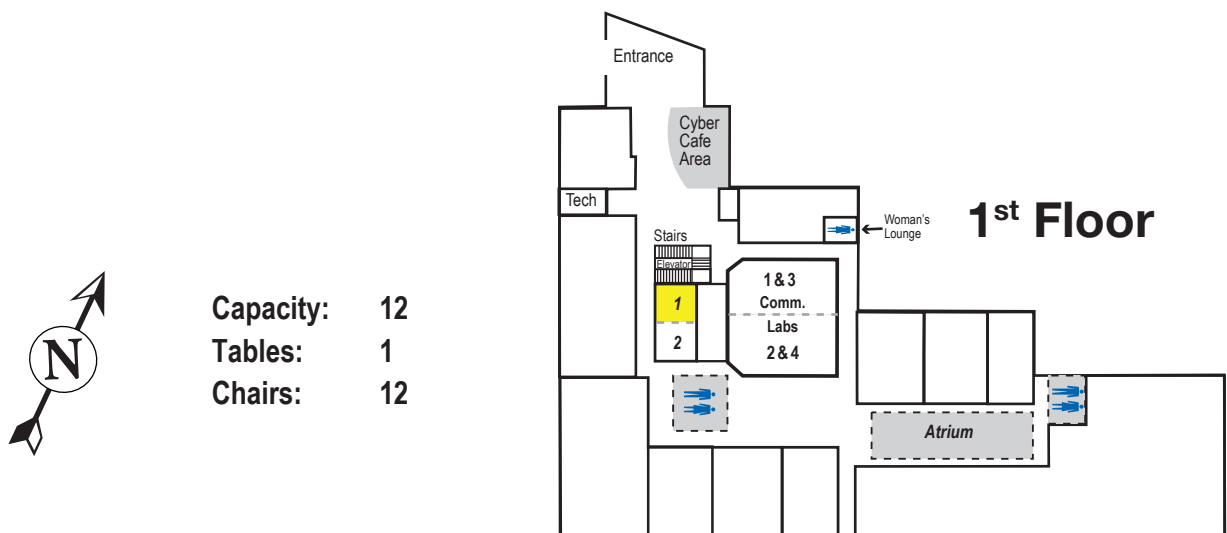 Entrance
Cyber
Cafe
Area
Tech
Woman's
Lounge
1st Floor
Stairs
Elevator
1
2
1 & 3
Comm.
Labs
2 & 4
N
Capacity: 12
Tables: 1
Chairs: 12
Atrium